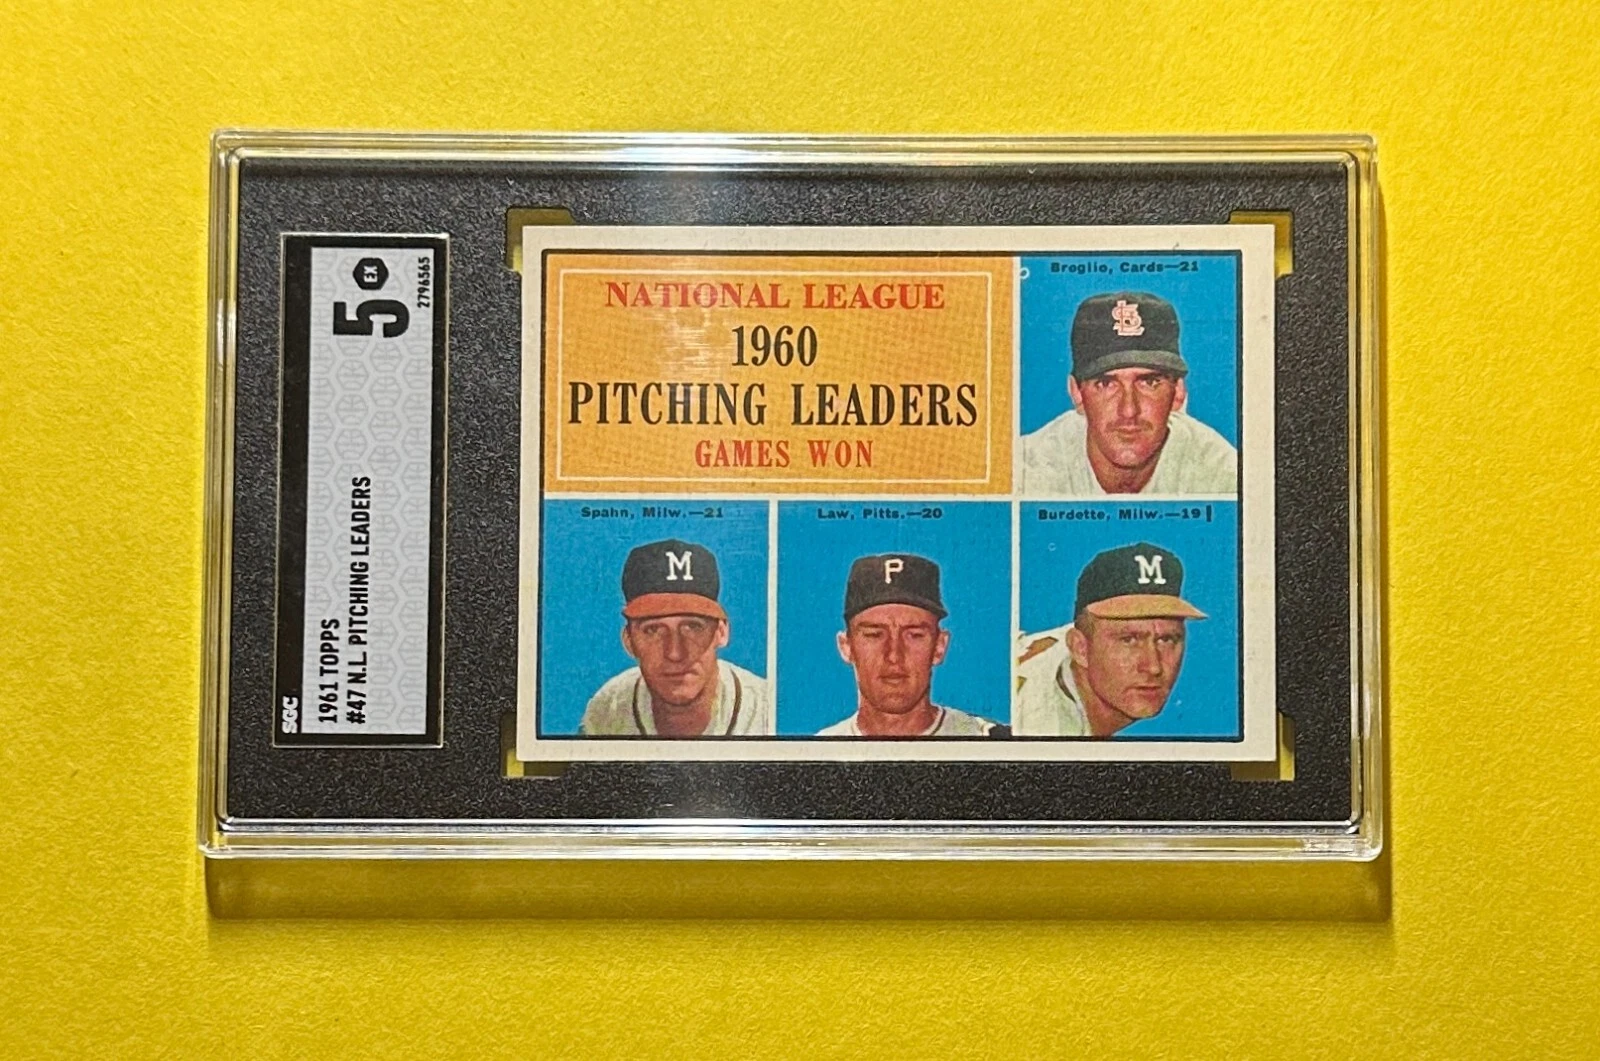 SGC
1961 TOPPS
#47 N.L. PITCHING LEADERS
5
EX
2796565
NATIONAL LEAGUE
1960
PITCHING LEADERS
GAMES WON
Broglio, Cards—21
StL
Spahn, Milw.—21
M
Law, Pitts.—20
P
Burdette, Milw.—19
M